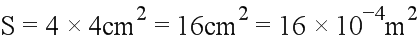 S = 4 × 4cm² = 16cm² = 16 × 10⁻⁴m²